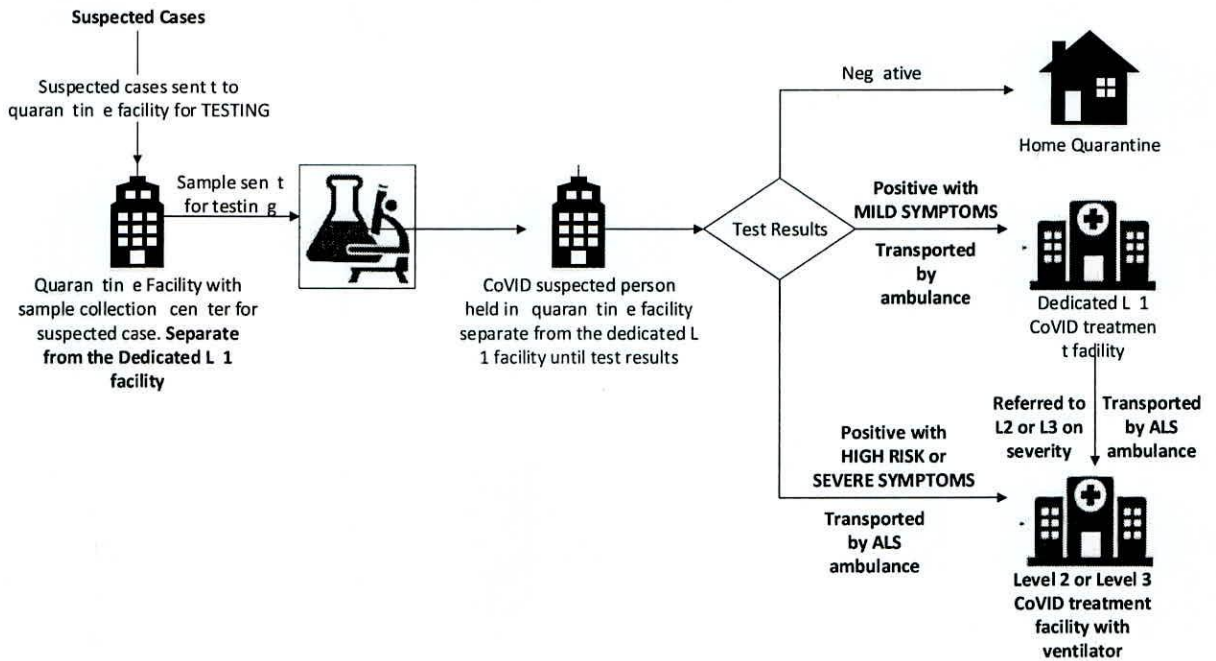 Suspected Cases
Suspected cases sent t to
quaran tin e facility for TESTING
Sample sen t
for testin g
Quaran tin e Facility with
sample collection cen ter for
suspected case. Separate
from the Dedicated L 1
facility
CoVID suspected person
held in quaran tin e facility
separate from the dedicated L
1 facility until test results
Test Results
Neg ative
Home Quarantine
Positive with
MILD SYMPTOMS
Transported
by
ambulance
Dedicated L 1
CoVID treatmen
t facility
Referred to
L2 or L3 on
severity
Transported
by ALS
ambulance
Positive with
HIGH RISK or
SEVERE SYMPTOMS
Transported
by ALS
ambulance
Level 2 or Level 3
CoVID treatment
facility with
ventilator